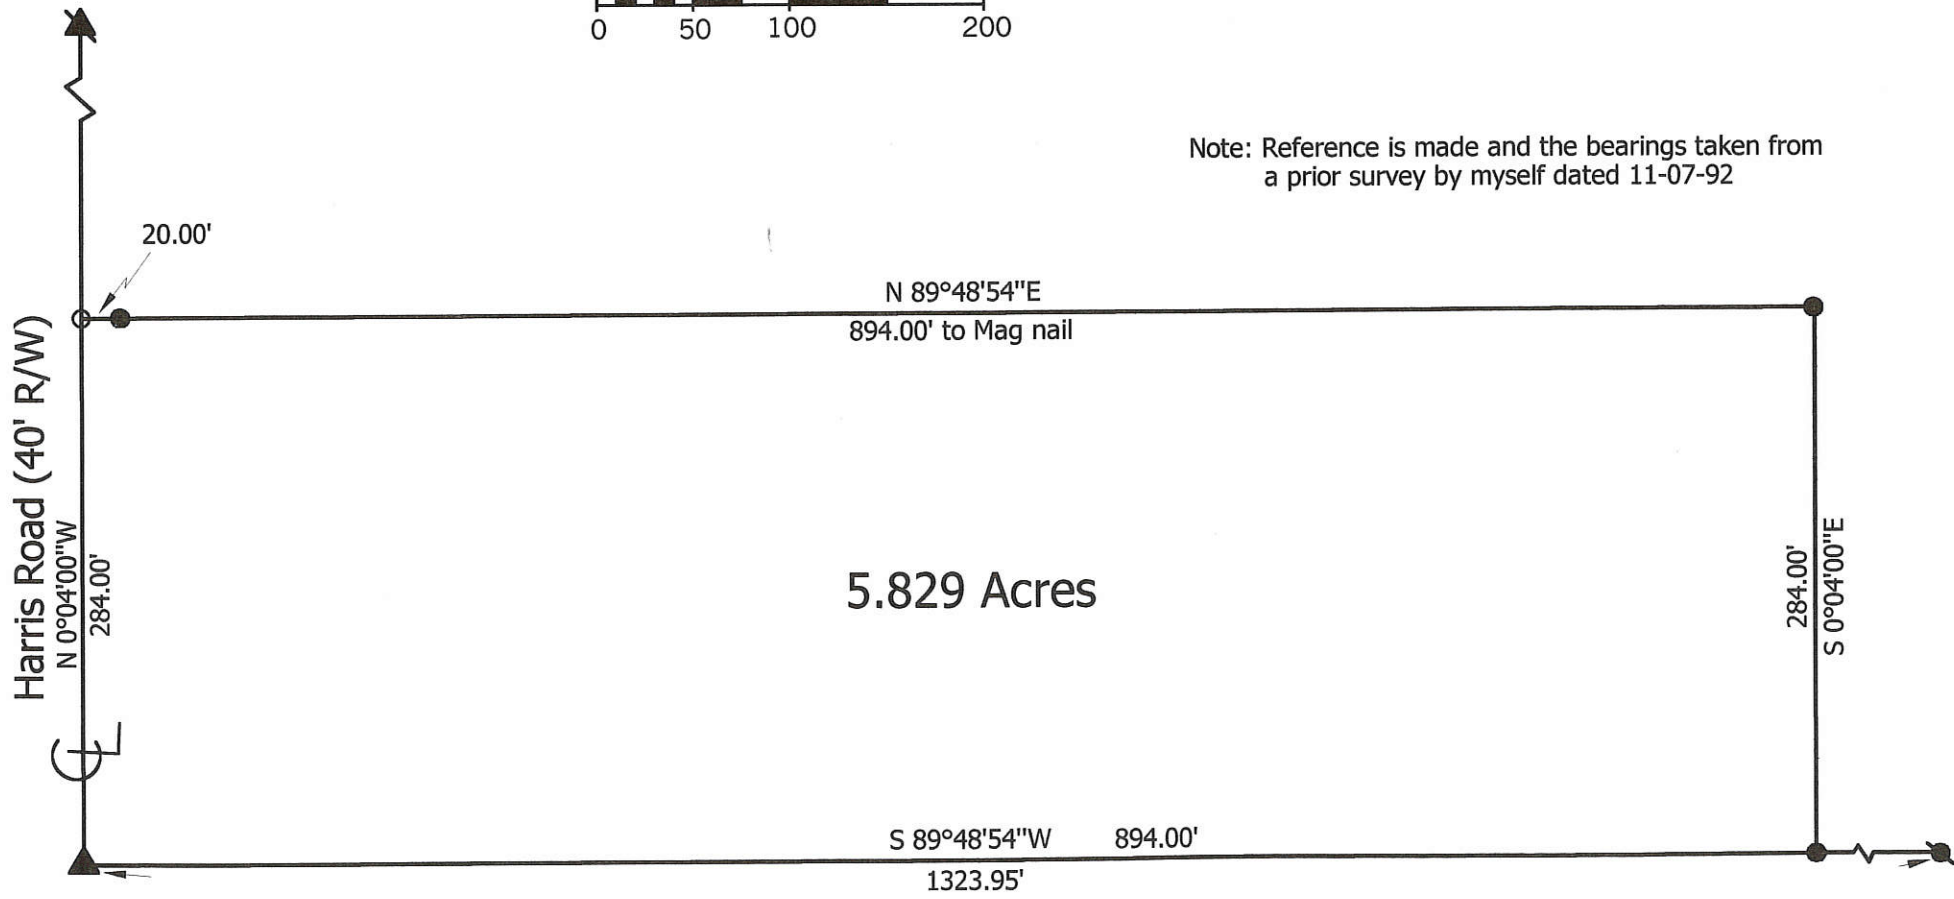 0 50 100 200
Note: Reference is made and the bearings taken from
a prior survey by myself dated 11-07-92
20.00'
N 89°48'54"E
894.00' to Mag nail
Harris Road (40' R/W)
N 0°04'00"W
284.00'
5.829 Acres
284.00'
S 0°04'00"E
S 89°48'54"W 894.00'
1323.95'